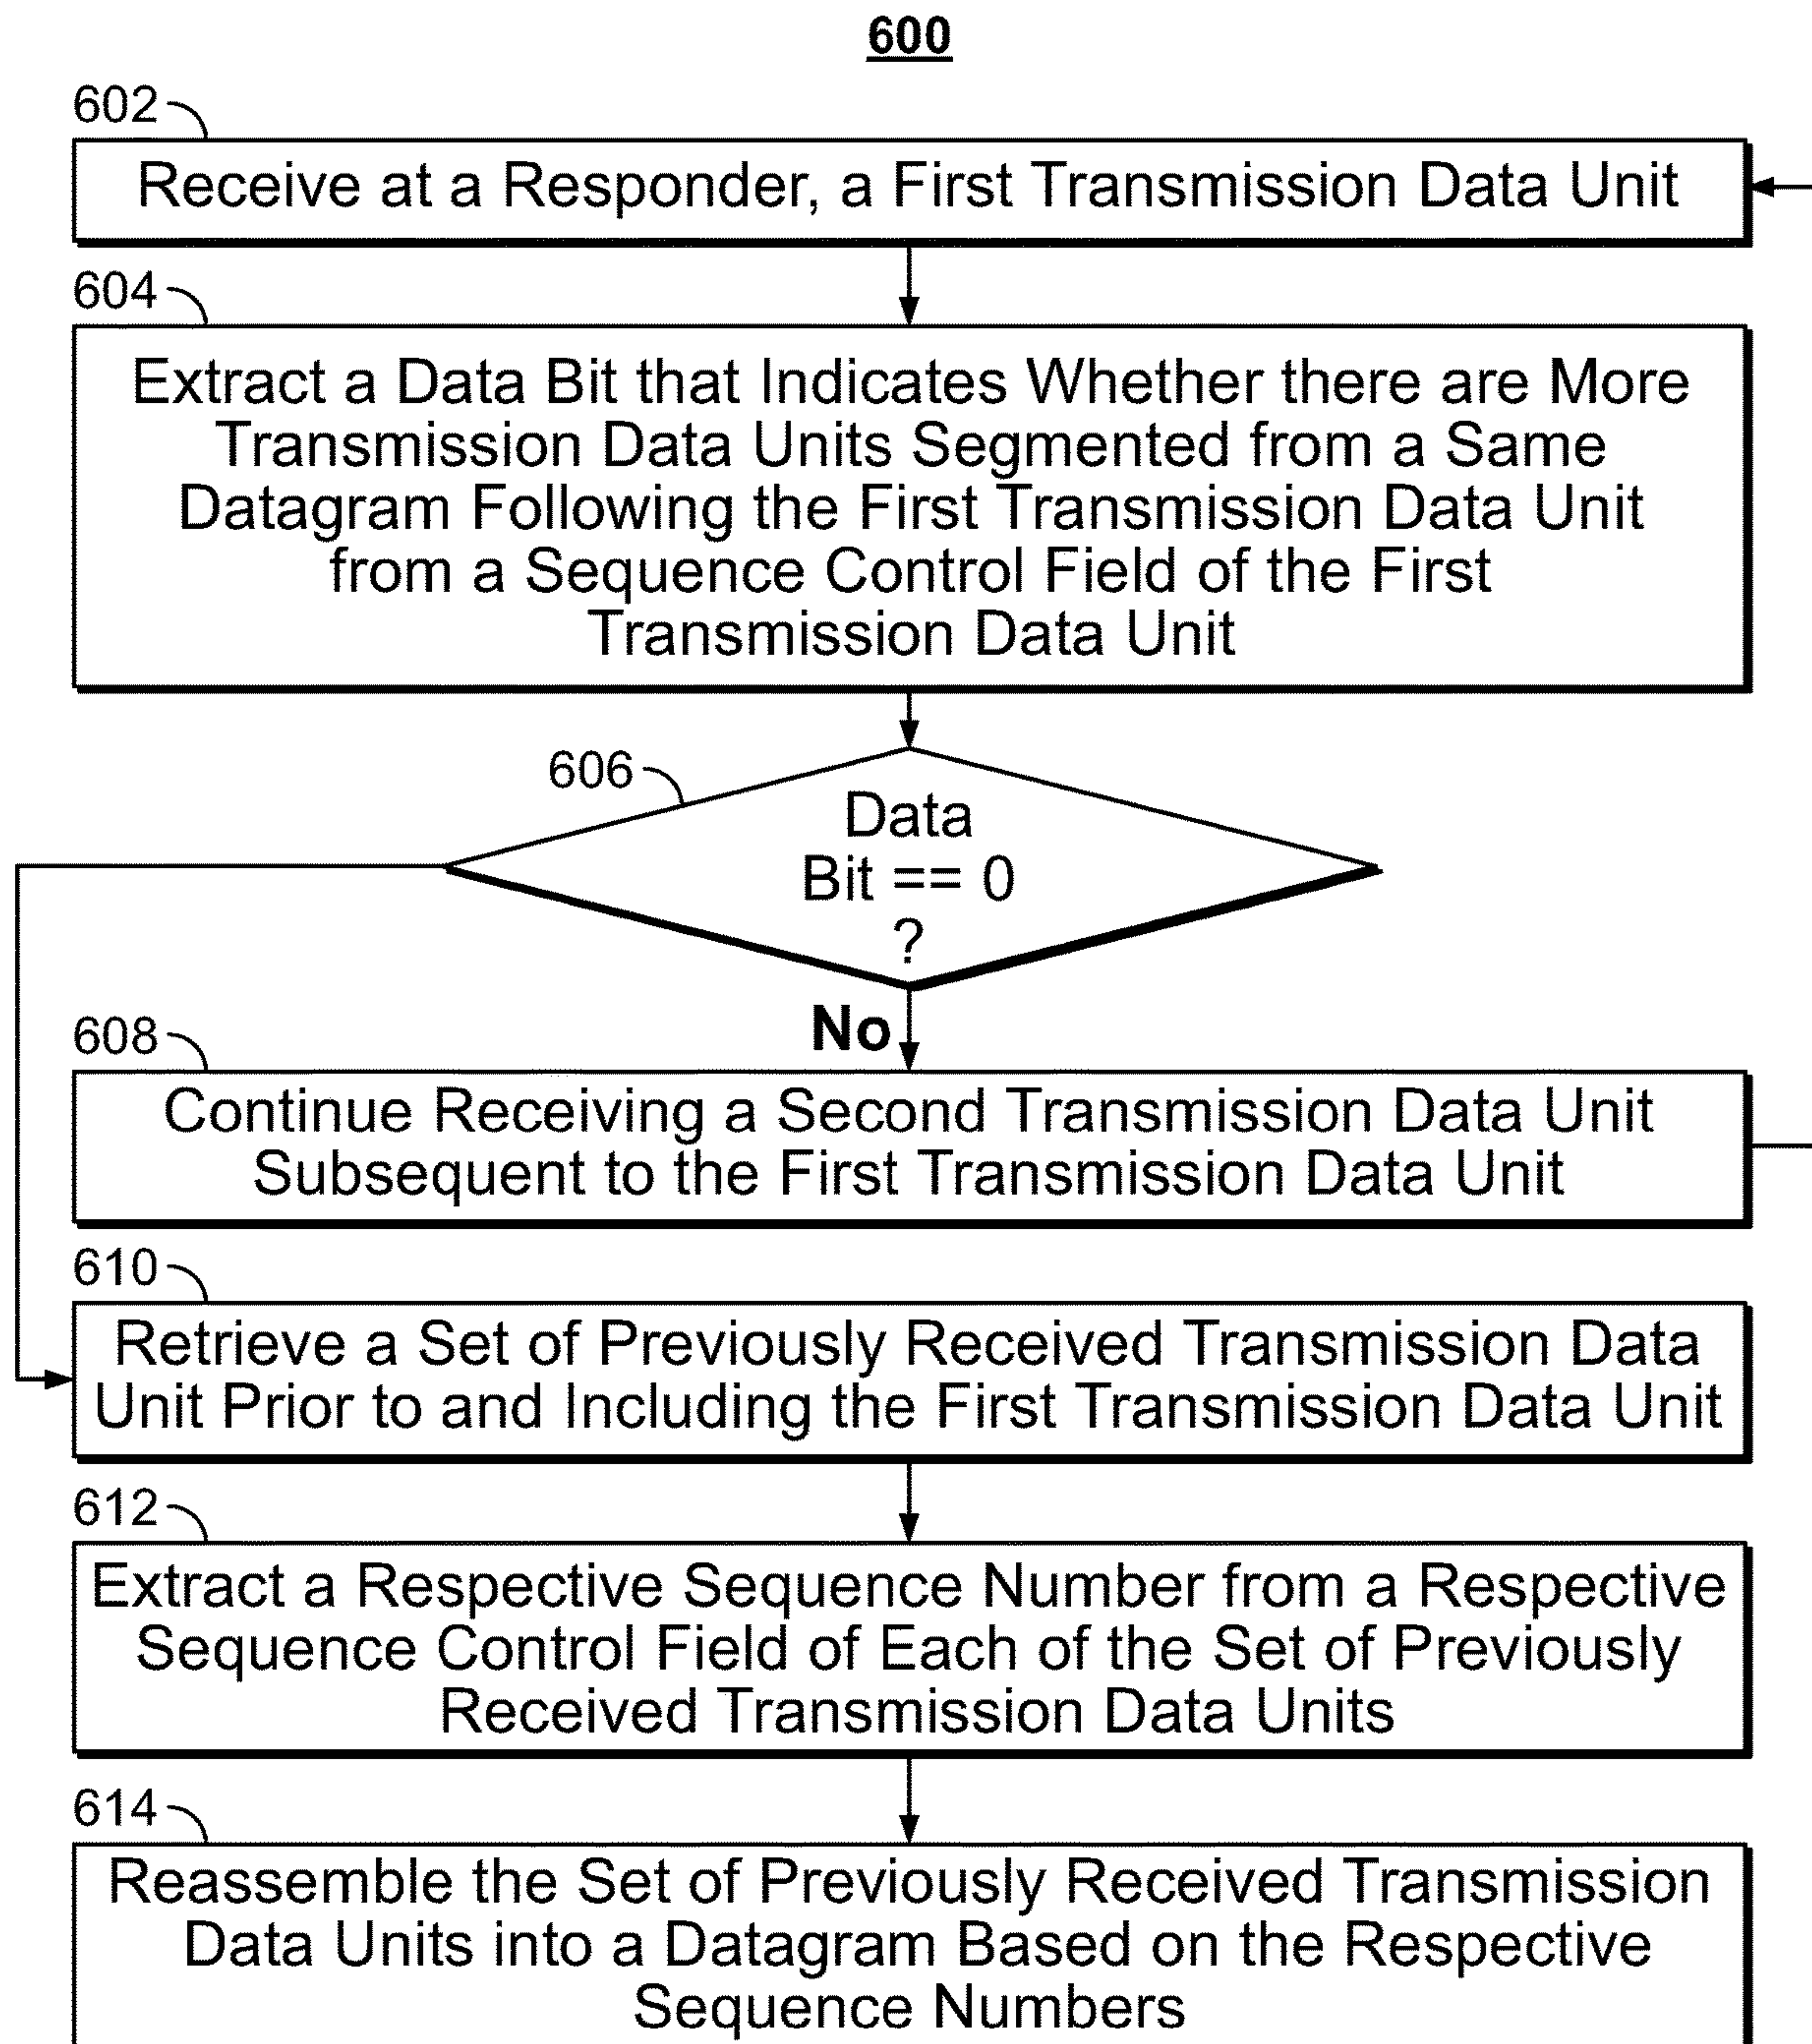 600
602
Receive at a Responder, a First Transmission Data Unit
604
Extract a Data Bit that Indicates Whether there are More
Transmission Data Units Segmented from a Same
Datagram Following the First Transmission Data Unit
from a Sequence Control Field of the First
Transmission Data Unit
606
Data
Bit == 0
?
No
608
Continue Receiving a Second Transmission Data Unit
Subsequent to the First Transmission Data Unit
610
Retrieve a Set of Previously Received Transmission Data
Unit Prior to and Including the First Transmission Data Unit
612
Extract a Respective Sequence Number from a Respective
Sequence Control Field of Each of the Set of Previously
Received Transmission Data Units
614
Reassemble the Set of Previously Received Transmission
Data Units into a Datagram Based on the Respective
Sequence Numbers